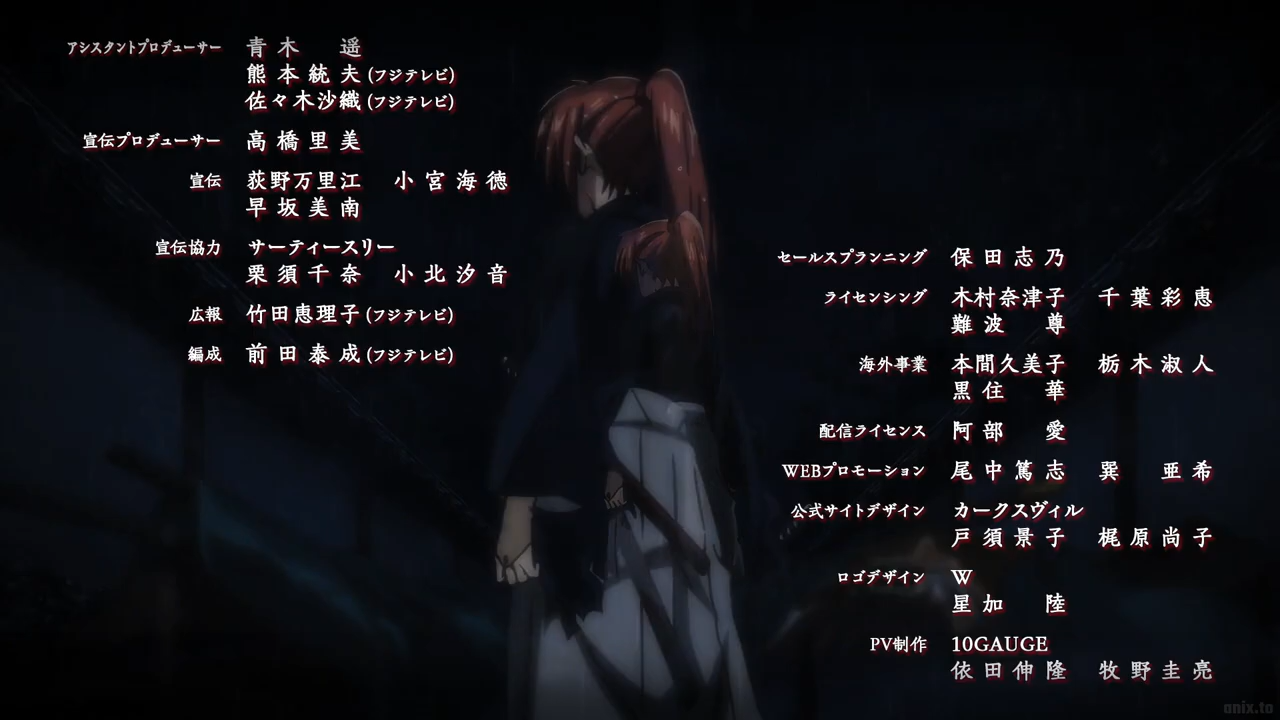 アシスタントプロデューサー 青木 遥
熊本統夫(フジテレビ)
佐々木沙織(フジテレビ)
宣伝プロデューサー 高橋里美
宣伝 荻野万里江 小宮海徳
早坂美南
宣伝協力 サーティースリー
栗須千奈 小北汐音
広報 竹田恵理子(フジテレビ)
編成 前田泰成(フジテレビ)
セールスプランニング 保田志乃
ライセンシング 木村奈津子 千葉彩恵
難波 尊
海外事業 本間久美子 栃木淑人
黒住 華
配信ライセンス 阿部 愛
WEBプロモーション 尾中篤志 巽 亜希
公式サイトデザイン カークスヴィル
戸須景子 梶原尚子
ロゴデザイン W
星加 陸
PV制作 10GAUGE
依田伸隆 牧野圭亮
anix.to